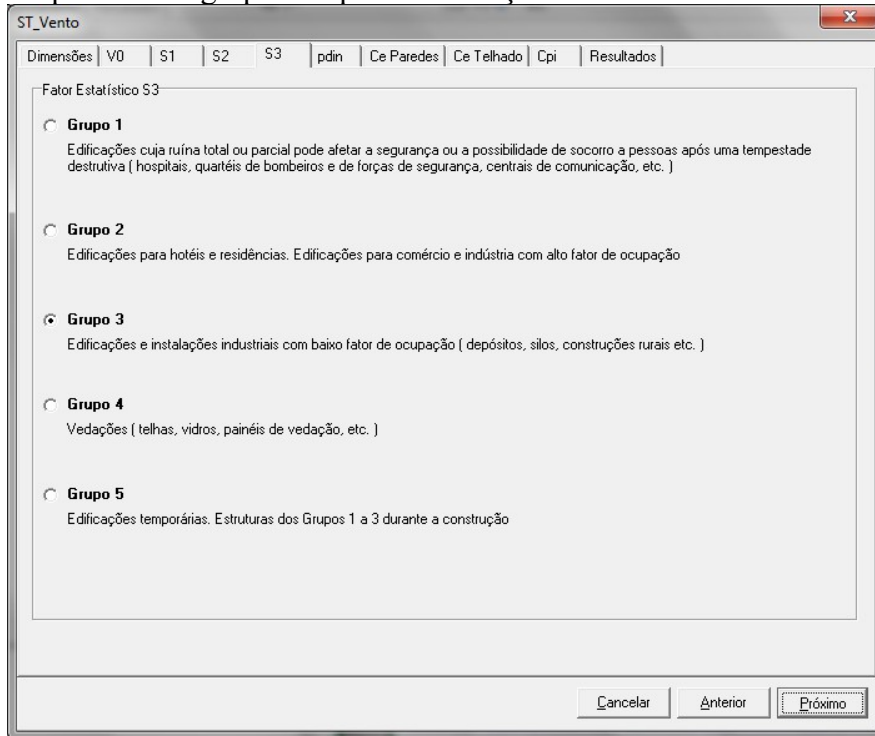 ST_Vento
Dimensões V0 S1 S2 S3 pdin Ce Paredes Ce Telhado Cpi Resultados
Fator Estatístico S3
Grupo 1
Edificações cuja ruína total ou parcial pode afetar a segurança ou a possibilidade de socorro a pessoas após uma tempestade
destrutiva ( hospitais, quartéis de bombeiros e de forças de segurança, centrais de comunicação, etc. )
Grupo 2
Edificações para hotéis e residências. Edificações para comércio e indústria com alto fator de ocupação
Grupo 3
Edificações e instalações industriais com baixo fator de ocupação ( depósitos, silos, construções rurais etc. )
Grupo 4
Vedações ( telhas, vidros, painéis de vedação, etc. )
Grupo 5
Edificações temporárias. Estruturas dos Grupos 1 a 3 durante a construção
Cancelar Anterior Próximo